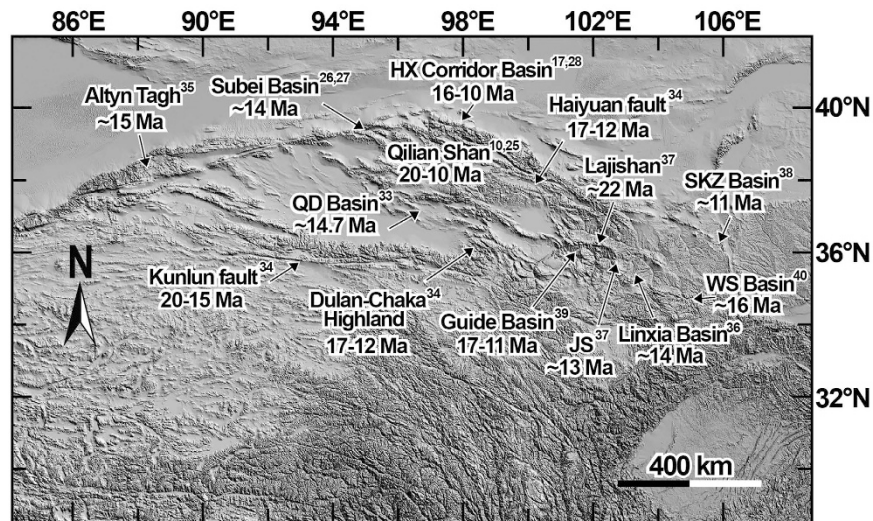 86°E 90°E 94°E 98°E 102°E 106°E
HX Corridor Basin17,28
16-10 Ma
Subei Basin26,27
~14 Ma
Altyn Tagh35
~15 Ma
Haiyuan fault34
17-12 Ma
40°N
Qilian Shan10,25
20-10 Ma
Lajishan37
~22 Ma
SKZ Basin38
~11 Ma
QD Basin33
~14.7 Ma
36°N
N
Kunlun fault34
20-15 Ma
Dulan-Chaka34
Highland
17-12 Ma
Guide Basin39
17-11 Ma
JS37
~13 Ma
Linxia Basin36
~14 Ma
WS Basin40
~16 Ma
32°N
400 km